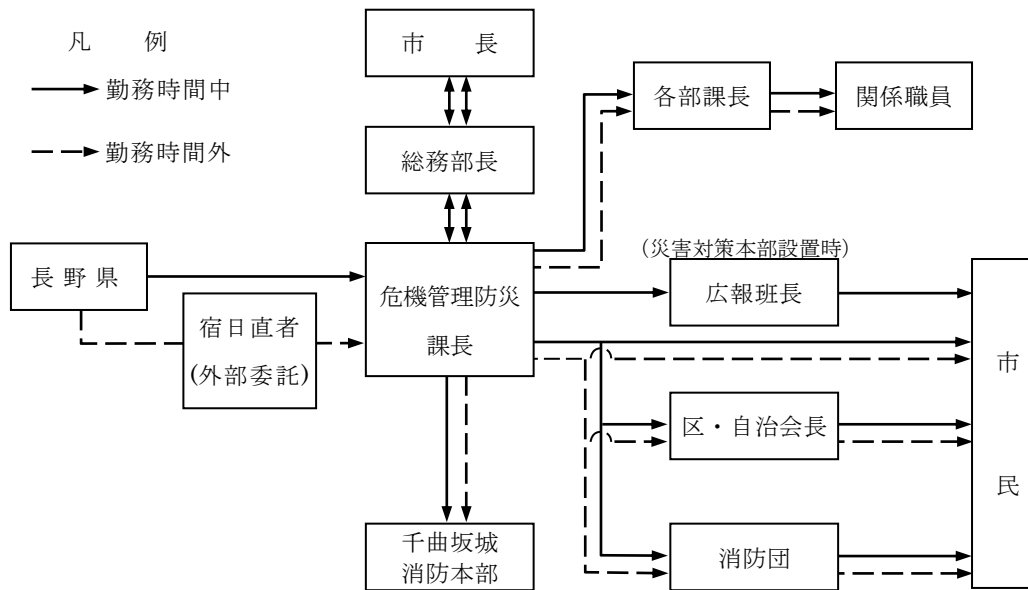 凡 例
勤務時間中
勤務時間外
市 長
総務部長
各部課長
関係職員
長野県
宿日直者
(外部委託)
危機管理防災
課長
(災害対策本部設置時)
広報班長
区・自治会長
消防団
千曲坂城
消防本部
市
民